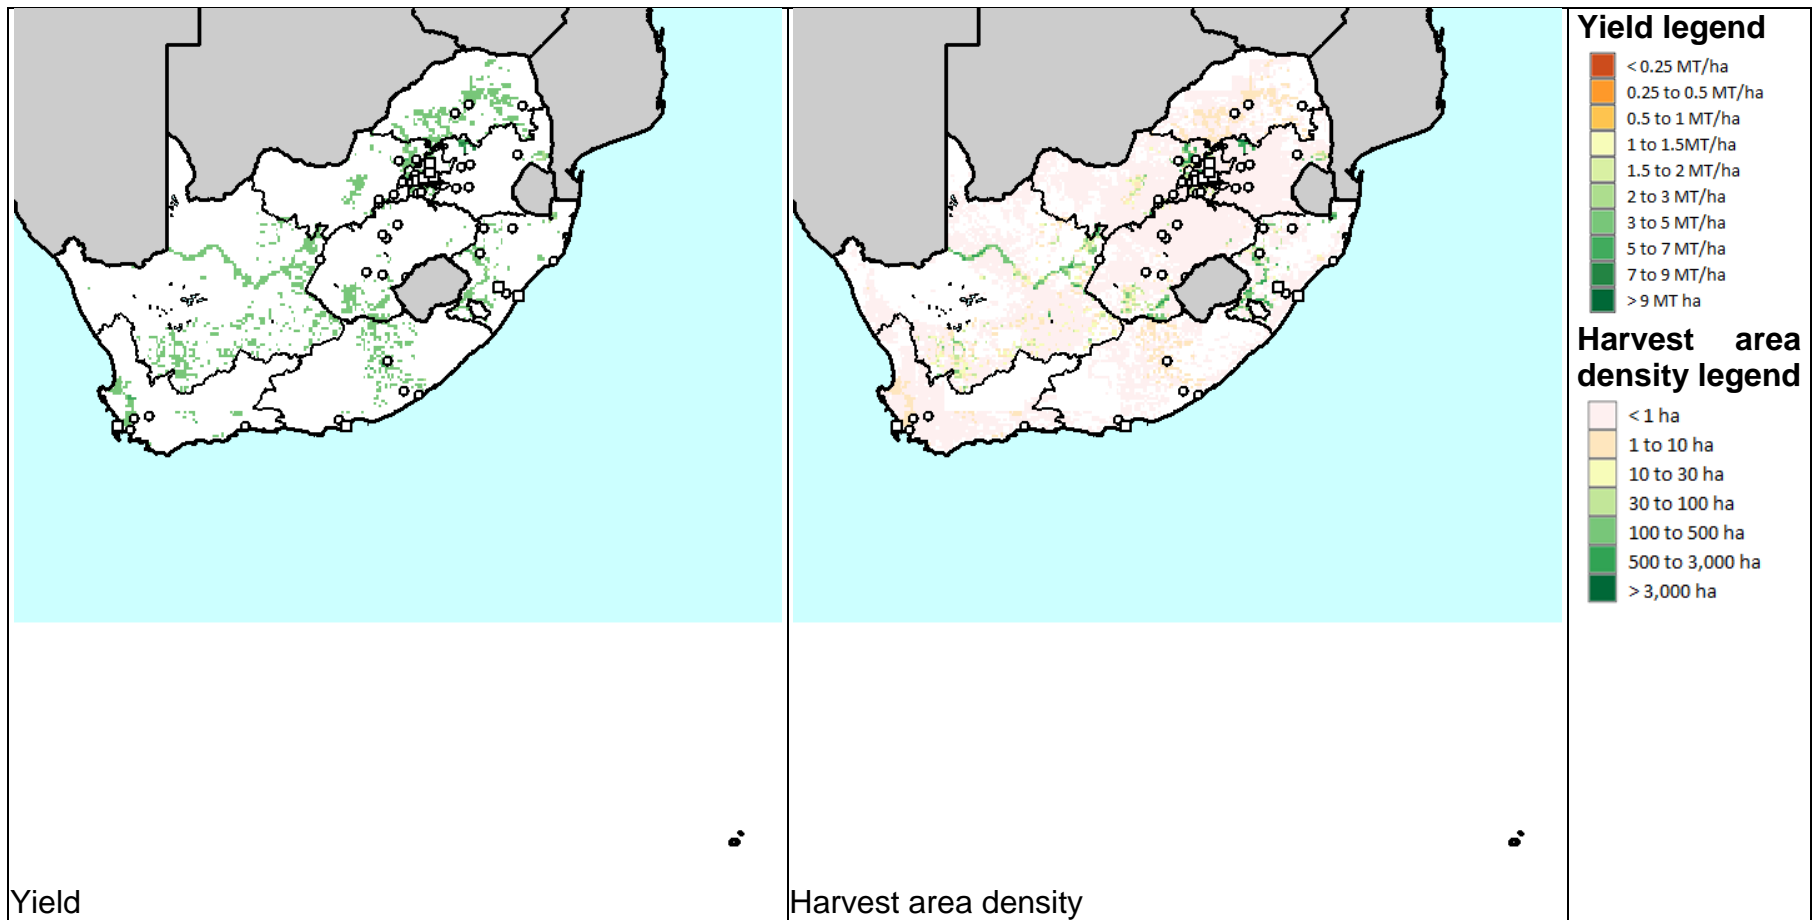 Yield legend
< 0.25 MT/ha
0.25 to 0.5 MT/ha
0.5 to 1 MT/ha
1 to 1.5MT/ha
1.5 to 2 MT/ha
2 to 3 MT/ha
3 to 5 MT/ha
5 to 7 MT/ha
7 to 9 MT/ha
> 9 MT ha
Harvest area
density legend
< 1 ha
1 to 10 ha
10 to 30 ha
30 to 100 ha
100 to 500 ha
500 to 3,000 ha
> 3,000 ha
Yield
Harvest area density